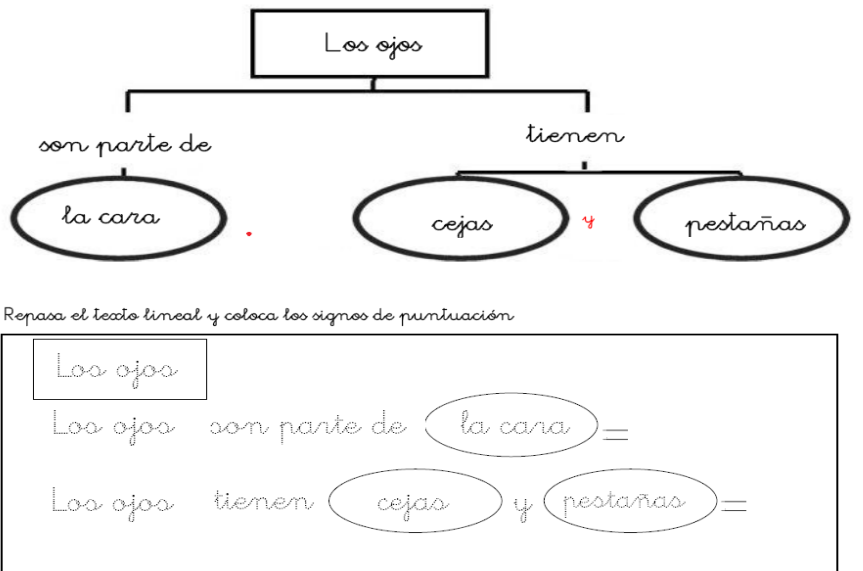 Los ojos
son parte de
tienen
la cara .
cejas y pestañas
Repasa el texto lineal y coloca los signos de puntuación
Los ojos
Los ojos son parte de la cara
Los ojos tienen cejas y pestañas